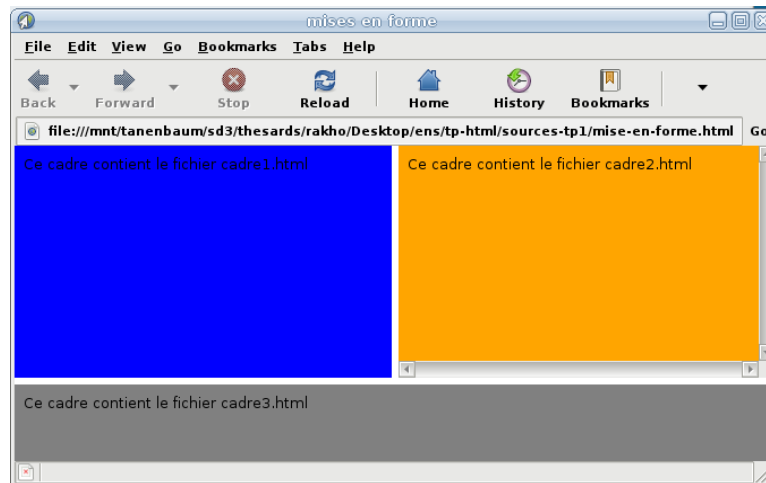 mises en forme
File Edit View Go Bookmarks Tabs Help
Back Forward Stop Reload Home History Bookmarks
file:///mnt/tanenbaum/sd3/thesards/rakho/Desktop/ens/tp-html/sources-tp1/mise-en-forme.html Go
Ce cadre contient le fichier cadre1.html
Ce cadre contient le fichier cadre2.html
Ce cadre contient le fichier cadre3.html